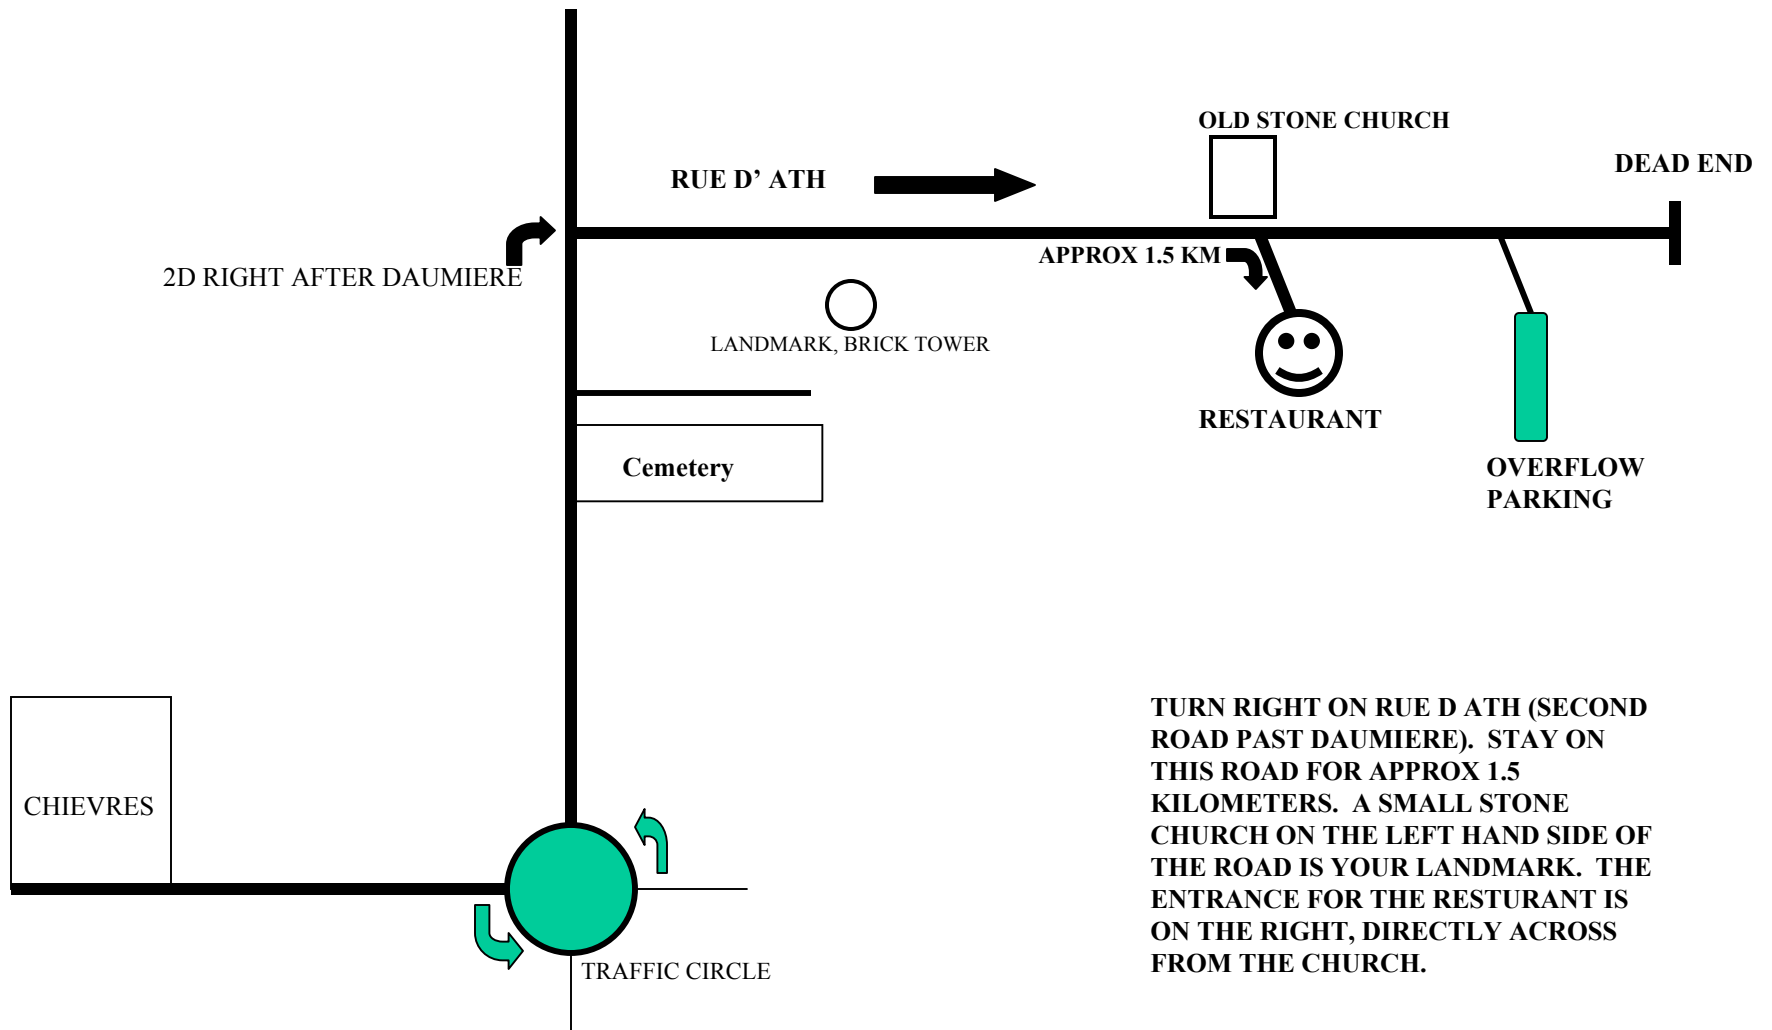 OLD STONE CHURCH
DEAD END
RUE D’ ATH
APPROX 1.5 KM
2D RIGHT AFTER DAUMIERE
LANDMARK, BRICK TOWER
RESTAURANT
Cemetery
OVERFLOW
PARKING
CHIEVRES
TRAFFIC CIRCLE
TURN RIGHT ON RUE D ATH (SECOND
ROAD PAST DAUMIERE).  STAY ON
THIS ROAD FOR APPROX 1.5
KILOMETERS.  A SMALL STONE
CHURCH ON THE LEFT HAND SIDE OF
THE ROAD IS YOUR LANDMARK.  THE
ENTRANCE FOR THE RESTURANT IS
ON THE RIGHT, DIRECTLY ACROSS
FROM THE CHURCH.